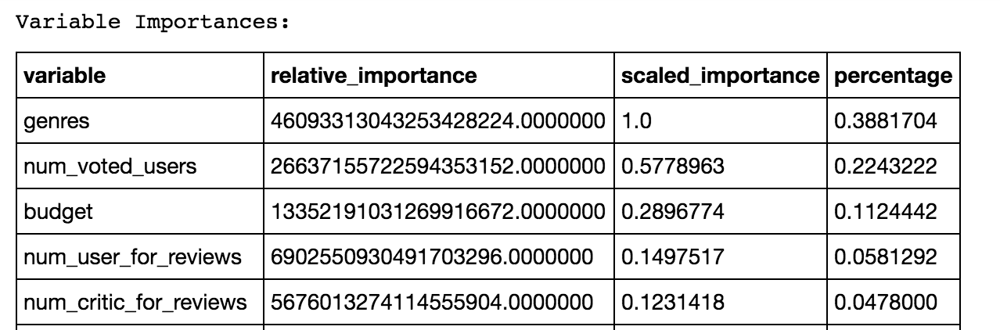 Variable Importances:
variable relative_importance scaled_importance percentage
genres 46093313043253428224.0000000 1.0 0.3881704
num_voted_users 26637155722594353152.0000000 0.5778963 0.2243222
budget 13352191031269916672.0000000 0.2896774 0.1124442
num_user_for_reviews 6902550930491703296.0000000 0.1497517 0.0581292
num_critic_for_reviews 5676013274114555904.0000000 0.1231418 0.0478000